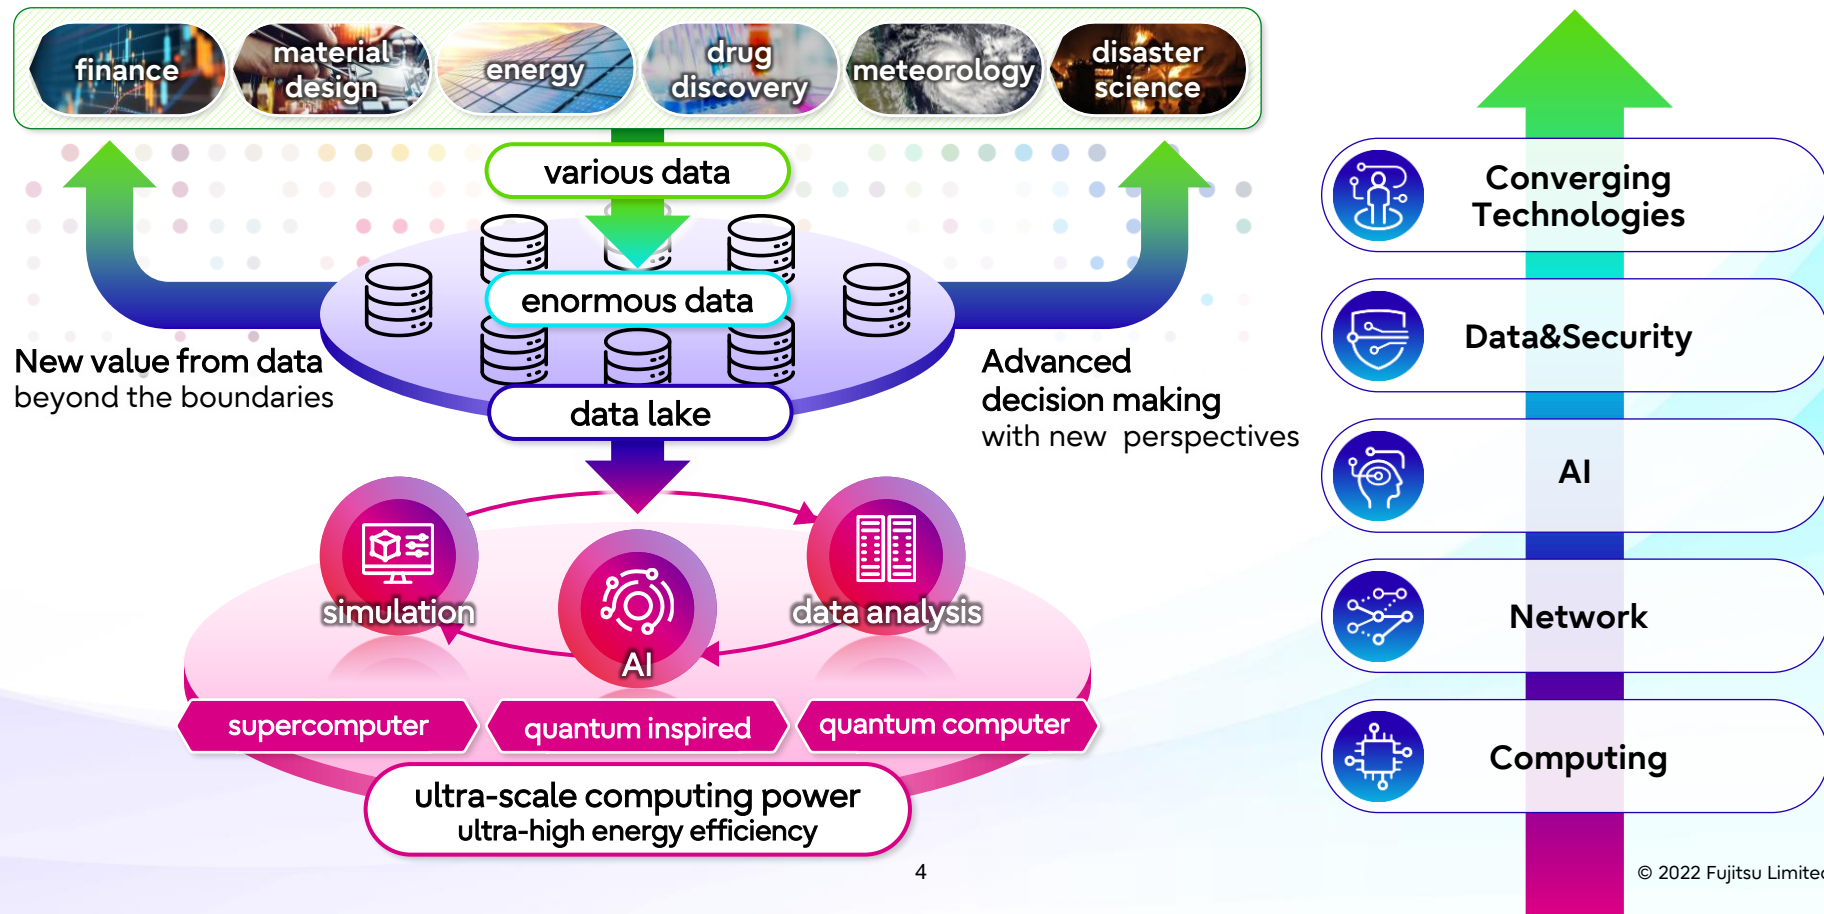 finance
material
design
energy
drug
discovery
meteorology
disaster
science
various data
enormous data
data lake
New value from data
beyond the boundaries
Advanced
decision making
with new perspectives
simulation
AI
data analysis
supercomputer
quantum inspired
quantum computer
ultra-scale computing power
ultra-high energy efficiency
Converging
Technologies
Data&Security
AI
Network
Computing
4
© 2022 Fujitsu Limited